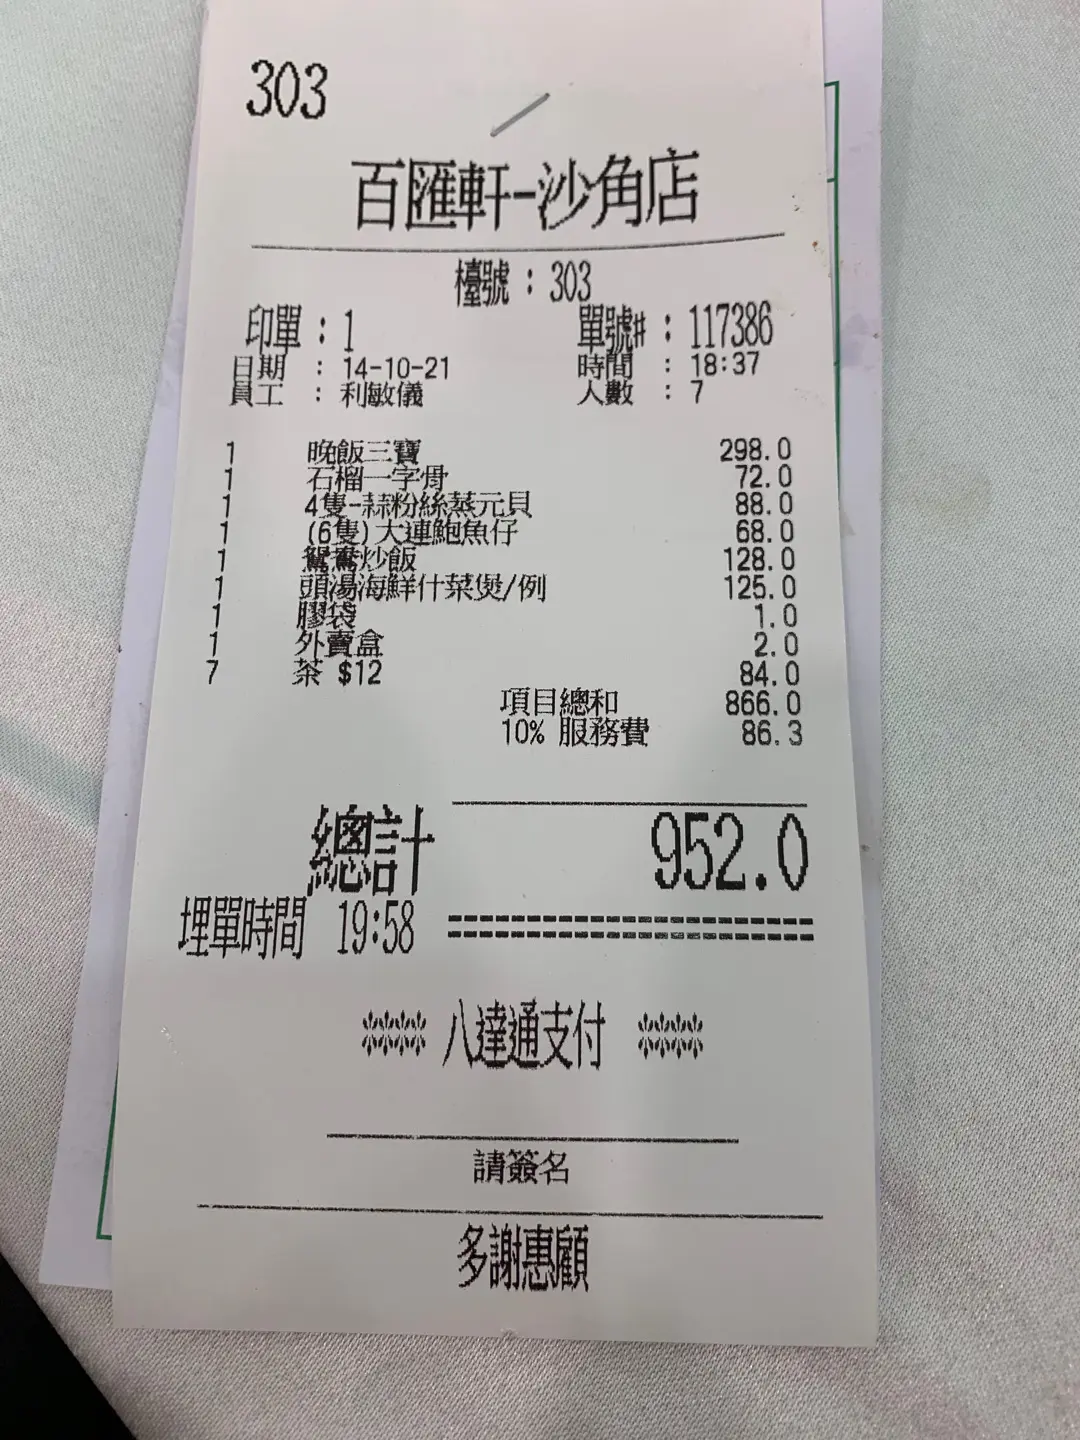 303
百匯軒-沙角店
檯號 : 303
印單 : 1 單號# : 117386
日期 : 14-10-21 時間 : 18:37
員工 : 利敏儀 人數 : 7
1 晚飯三寶 298.0
1 石榴一字骨 72.0
1 4隻-蒜粉絲蒸元貝 88.0
1 (6隻)大連鮑魚仔 68.0
1 鴛鴦炒飯 128.0
1 頭湯海鮮什菜煲/例 125.0
1 膠袋 1.0
1 外賣盒 2.0
7 茶 $12 84.0
項目總和 866.0
10% 服務費 86.3
總計 952.0
埋單時間 19:58 ========================
**** 八達通支付 ****
請簽名
多謝惠顧